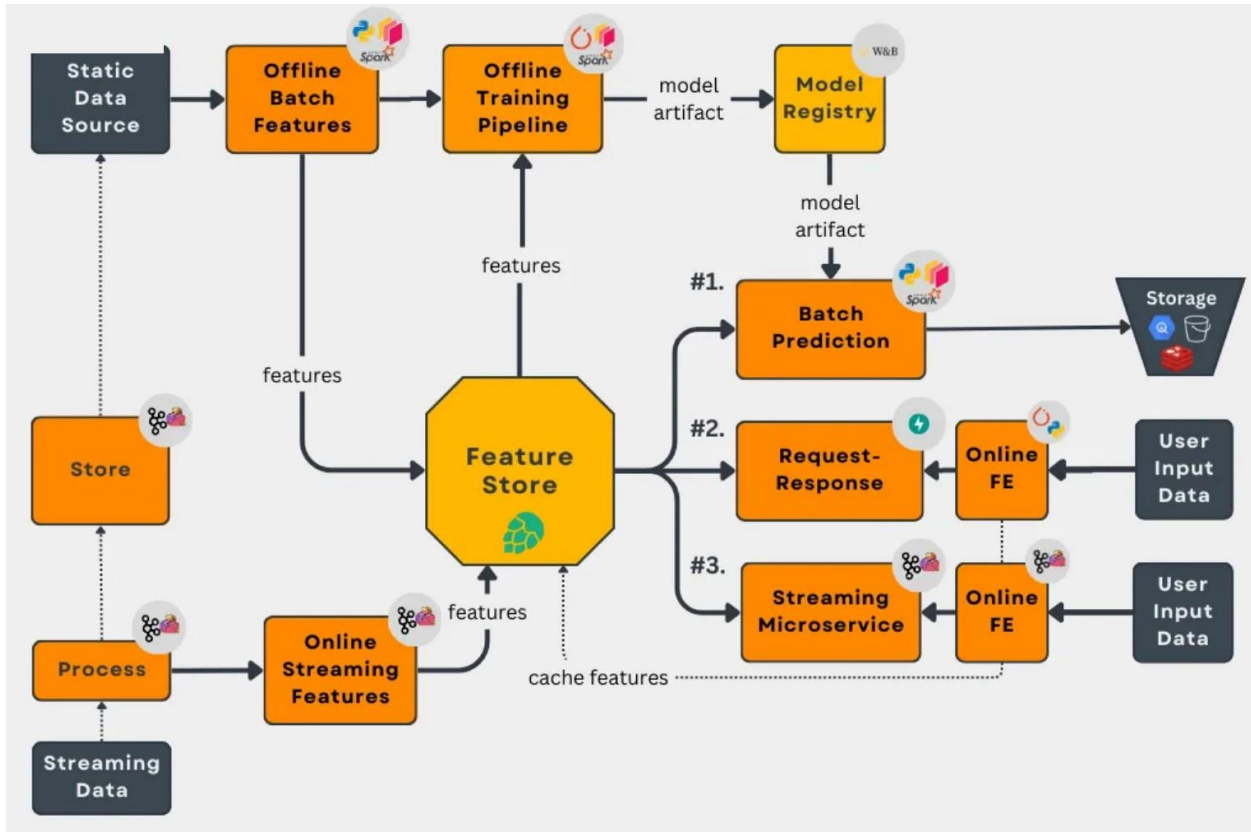 Static
Data
Source
Offline
Batch
Features
Spark
Offline
Training
Pipeline
Spark
model
artifact
Model
Registry
W&B
model
artifact
features
features
#1.
Batch
Prediction
Spark
Storage
Store
Feature
Store
#2.
Request-
Response
Online
FE
User
Input
Data
#3.
Streaming
Microservice
Online
FE
User
Input
Data
Process
Online
Streaming
Features
features
cache features
Streaming
Data